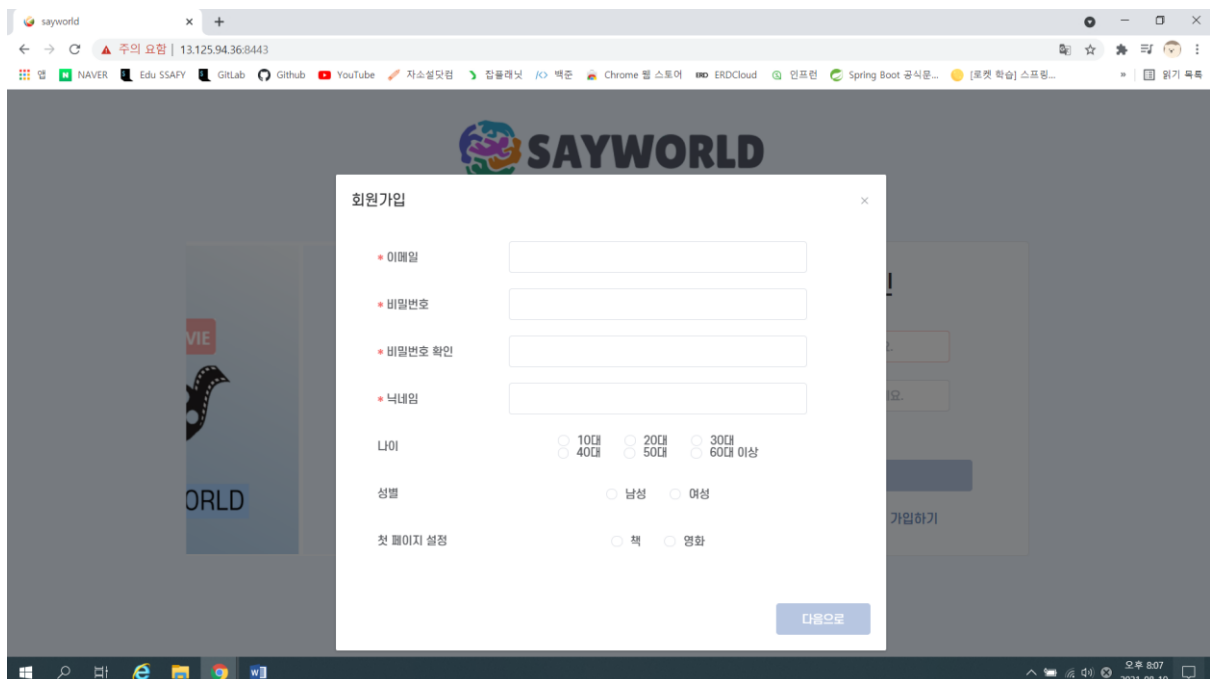 sayworld
주의 요함 | 13.125.94.36:8443
앱 NAVER Edu SSAFY GitLab Github YouTube 자소설닷컴 잡플래닛 백준 Chrome 웹 스토어 ERDCloud 인프런 Spring Boot 공식문... [로켓 학습] 스프링... » 읽기 목록
SAYWORLD
회원가입
* 이메일
* 비밀번호
* 비밀번호 확인
* 닉네임
나이
10대 20대 30대
40대 50대 60대 이상
성별 남성 여성
첫 페이지 설정 책 영화
다음으로
VIE
ORLD
요.
가입하기
오후 8:07